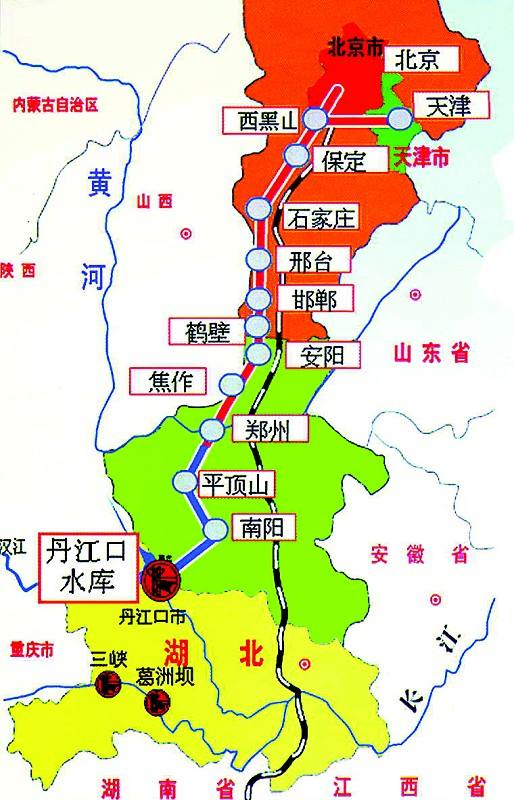 北京市
北京
内蒙古自治区
西黑山
天津
保定
天津市
黄
河
山西
石家庄
陕西
邢台
邯郸
鹤壁
安阳
山东省
焦作
郑州
平顶山
南阳
汉江
丹江口
水库
安徽省
丹江口市
重庆市
湖北
三峡
葛洲坝
长江
湖南省
江西省